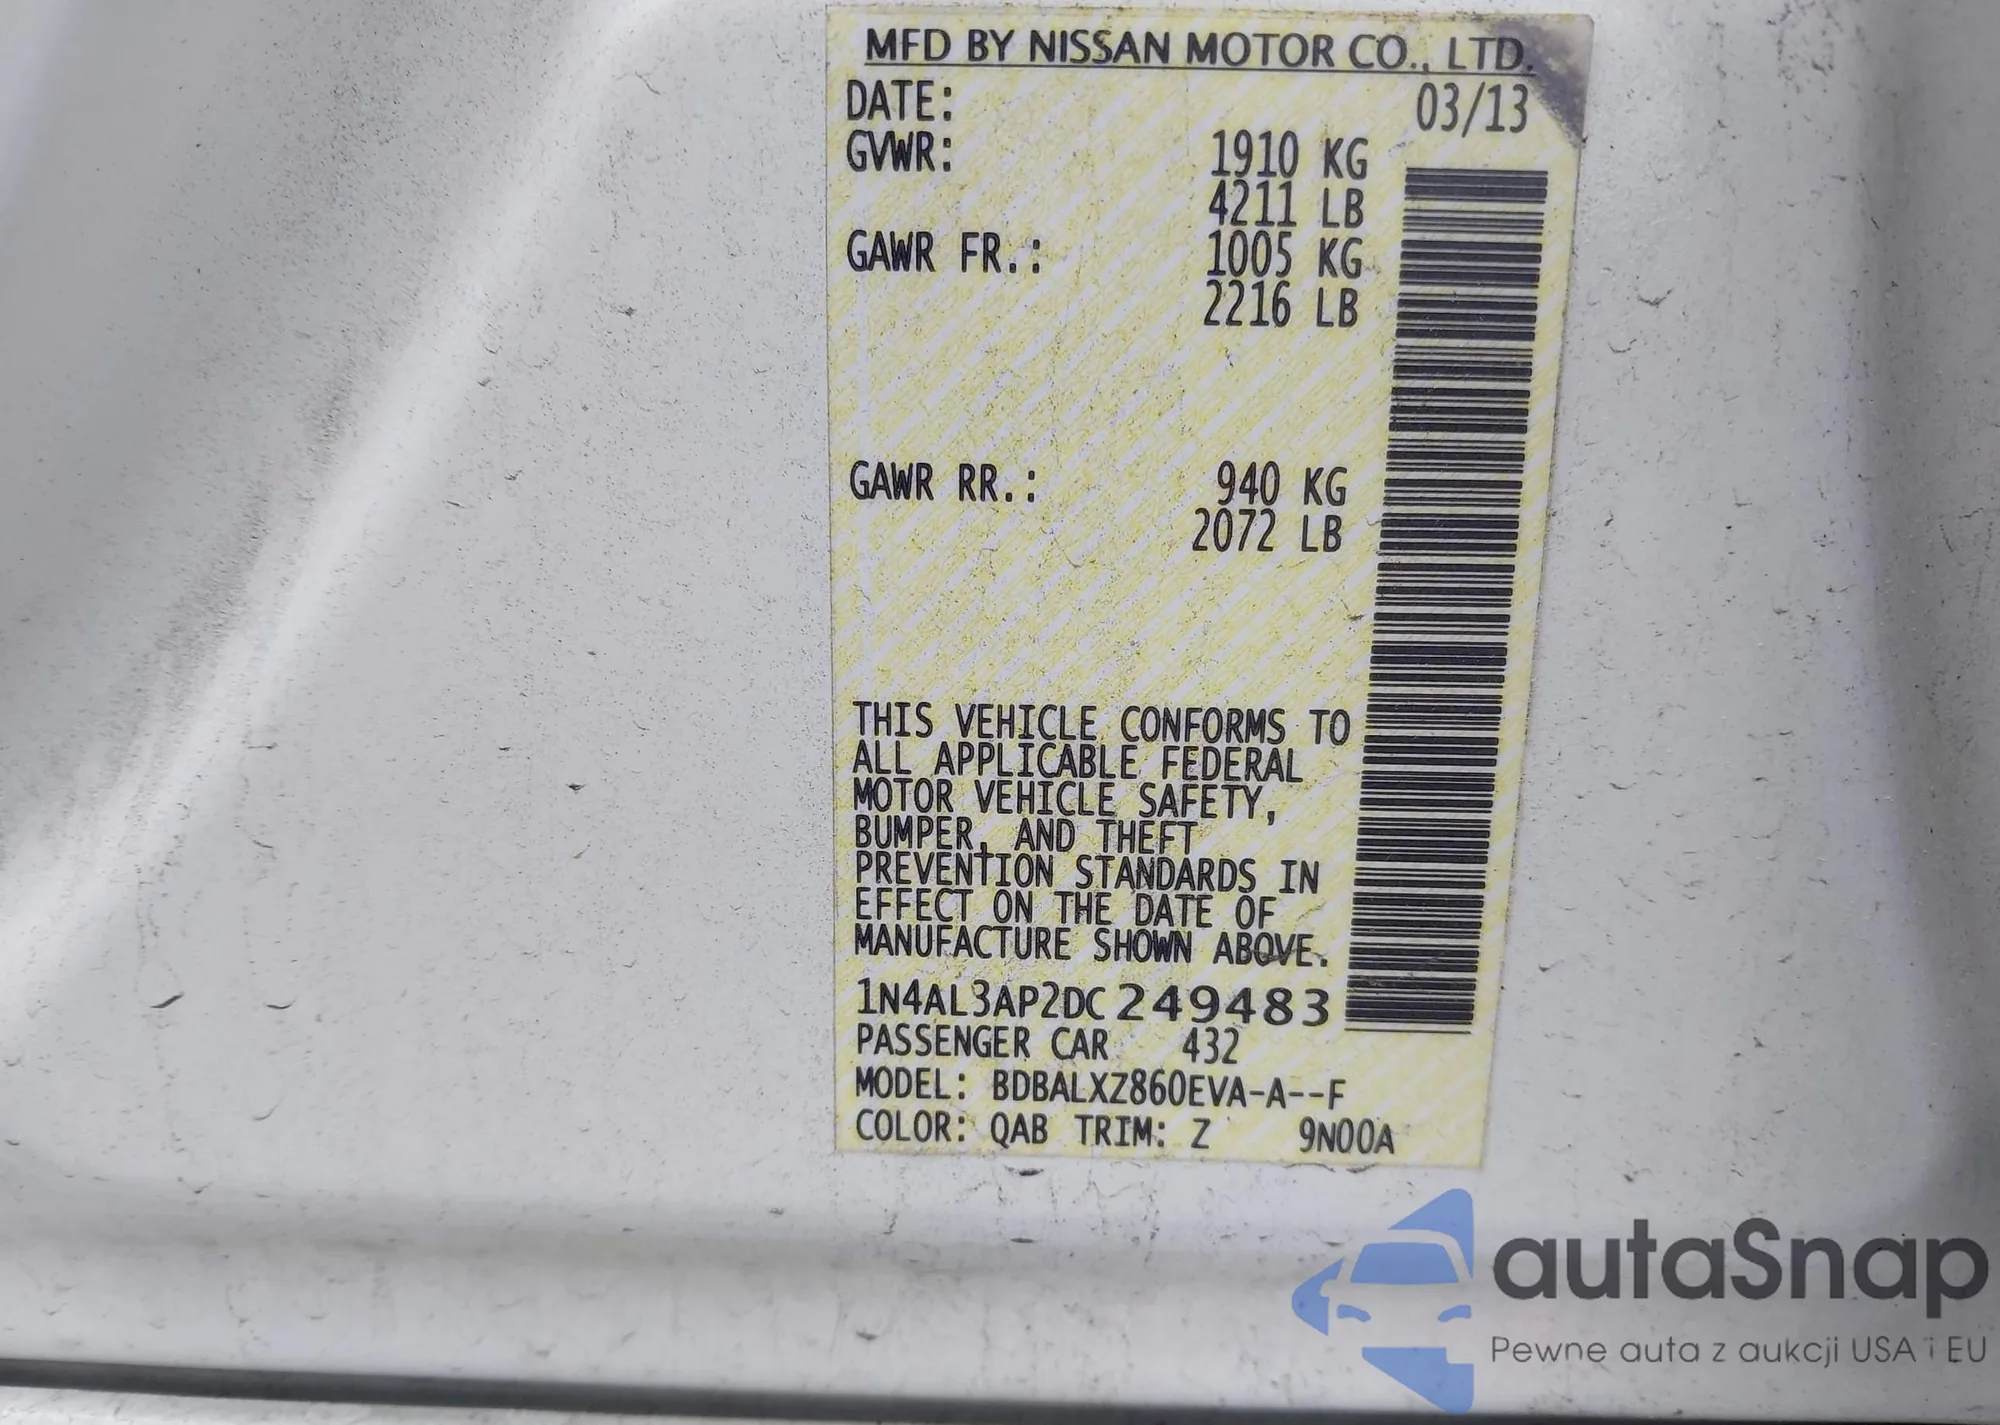 MFD BY NISSAN MOTOR CO., LTD.
DATE: 03/13
GVWR: 1910 KG
4211 LB
GAWR FR.: 1005 KG
2216 LB
GAWR RR.: 940 KG
2072 LB
THIS VEHICLE CONFORMS TO
ALL APPLICABLE FEDERAL
MOTOR VEHICLE SAFETY,
BUMPER, AND THEFT
PREVENTION STANDARDS IN
EFFECT ON THE DATE OF
MANUFACTURE SHOWN ABOVE.
1N4AL3AP2DC249483
PASSENGER CAR 432
MODEL: BDBALXZ860EVA-A--F
COLOR: QAB TRIM: Z 9N00A
autaSnap
Pewne auta z aukcji USA i EU